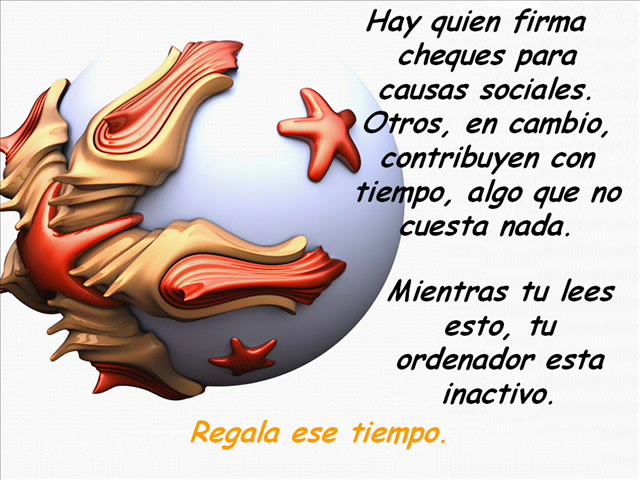 Hay quien firma
cheques para
causas sociales.
Otros, en cambio,
contribuyen con
tiempo, algo que no
cuesta nada.
Mientras tu lees
esto, tu
ordenador esta
inactivo.
Regala ese tiempo.